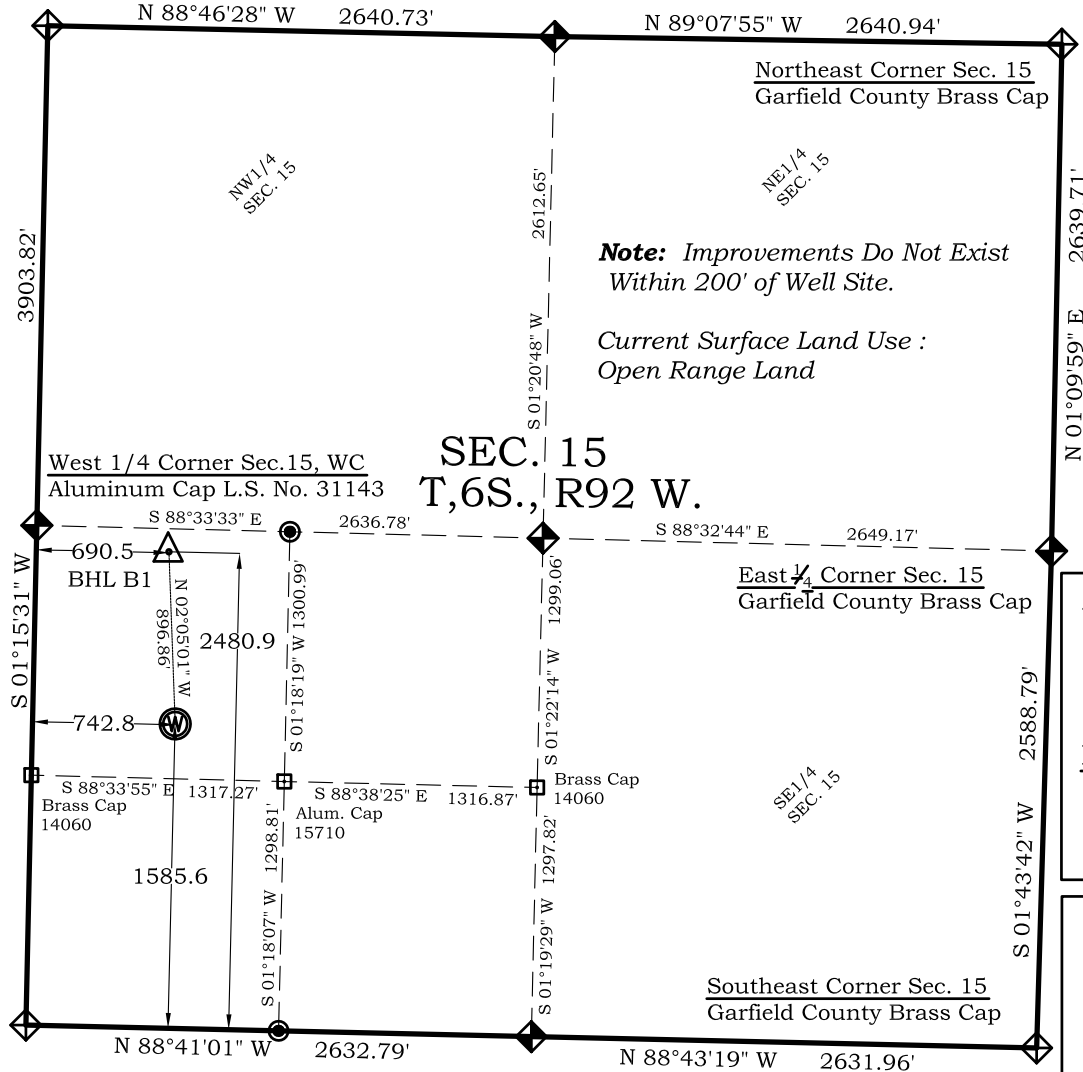 S 88°46'28" W 2640.73'
N 89°07'55" W 2640.94'
Northeast Corner Sec. 15
Garfield County Brass Cap
NW1/4
SEC. 15
NE1/4
SEC. 15
2612.65'
2639.71'
3903.82'
Note: Improvements Do Not Exist
Within 200' of Well Site.
Current Surface Land Use :
Open Range Land
S 01°20'48" W
N 01°09'59" E
SEC. 15
T,6S., R92 W.
West 1/4 Corner Sec.15, WC
Aluminum Cap L.S. No. 31143
S 88°33'33" E 2636.78'
S 88°32'44" E 2649.17'
690.5
BHL B1
East 1/4 Corner Sec. 15
Garfield County Brass Cap
S 01°15'31" W
N 02°05'01" W
896.86'
2480.9
S 01°18'19" W 1300.99'
1299.06'
S 01°22'14" W
2588.79'
742.8
W
S 88°33'55" E 1317.27'
S 88°38'25" E 1316.87'
Brass Cap
14060
Brass Cap
14060
Alum. Cap
15710
SE1/4
SEC. 15
1585.6
S 01°18'07" W 1298.81'
S 01°19'29" W 1297.82'
S 01°43'42" W
Southeast Corner Sec. 15
Garfield County Brass Cap
N 88°41'01" W 2632.79'
N 88°43'19" W 2631.96'